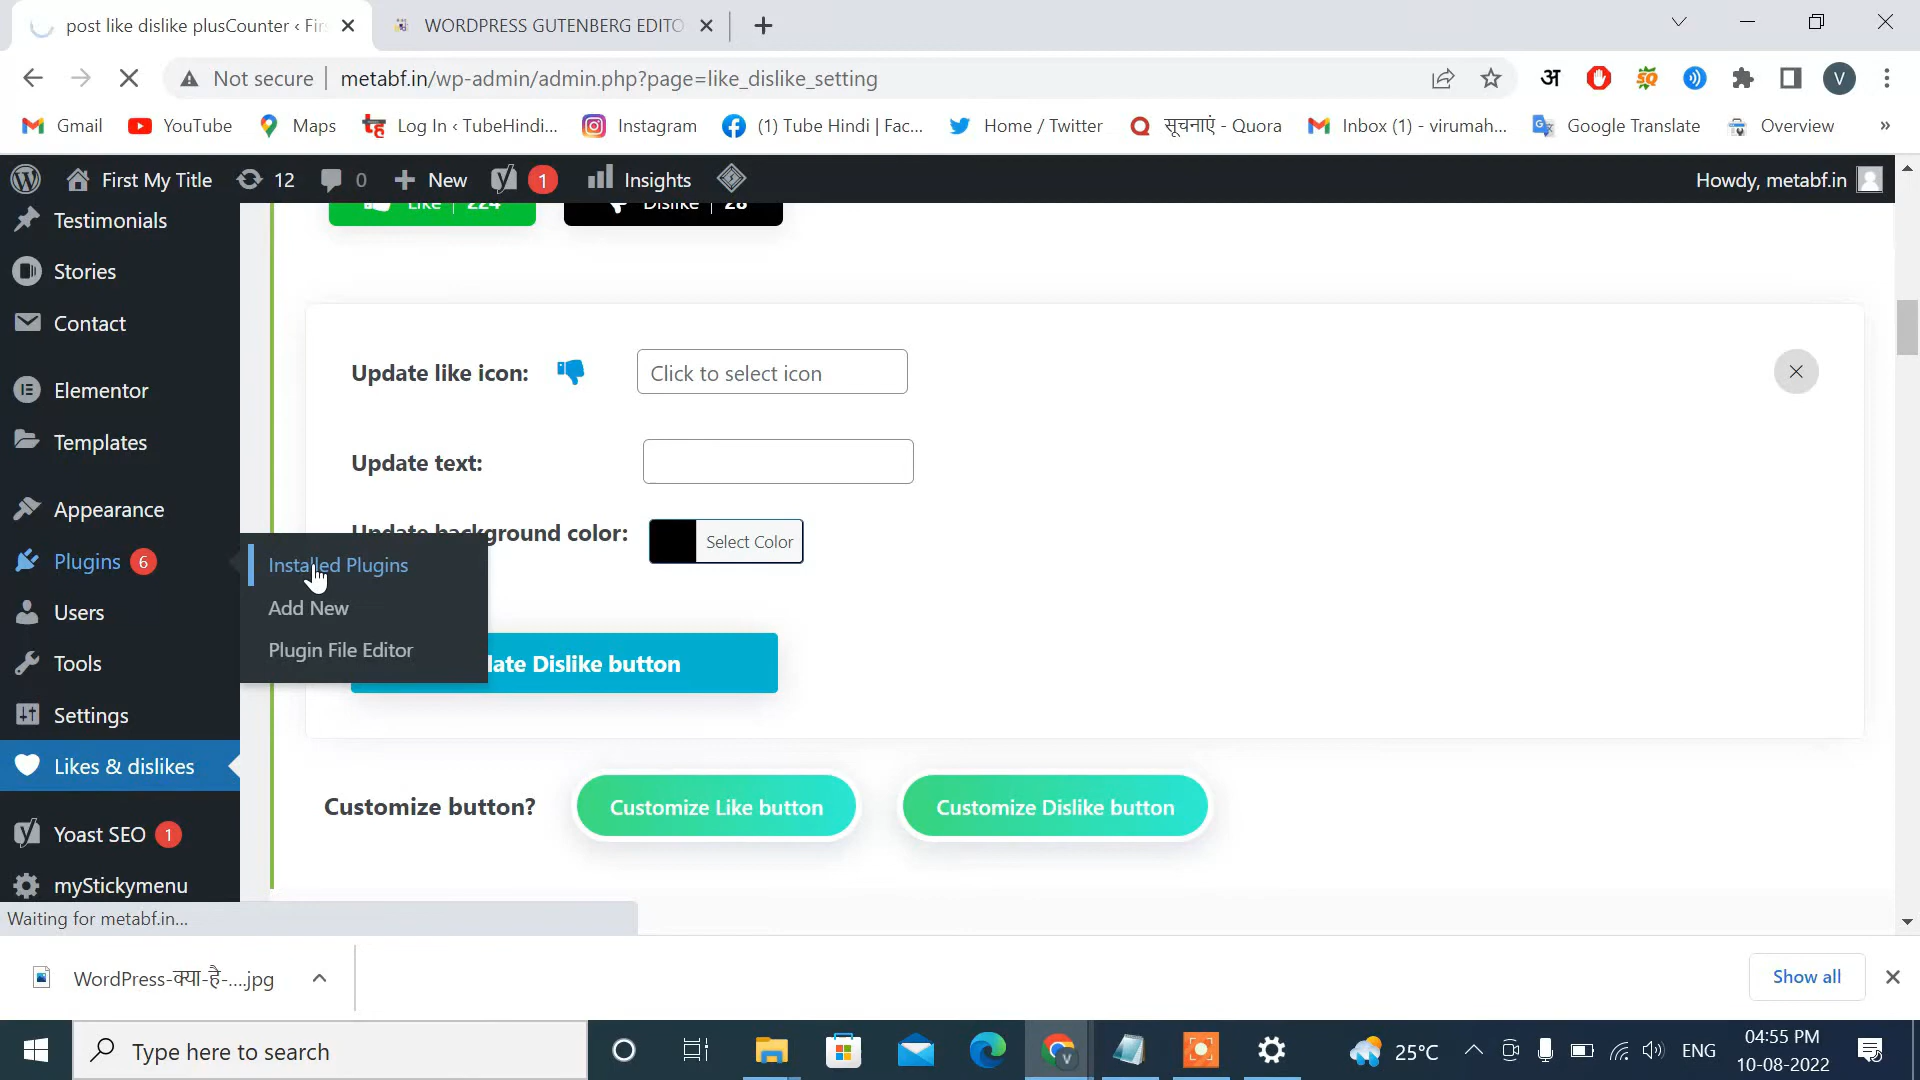 post like dislike plusCounter ‹ Fir
WORDPRESS GUTENBERG EDITO
Not secure
metabf.in/wp-admin/admin.php?page=like_dislike_setting
V
Gmail
YouTube
Maps
Log In ‹ TubeHindi...
Instagram
(1) Tube Hindi | Fac...
Home / Twitter
सूचनाएं - Quora
Inbox (1) - virumah...
Google Translate
Overview
»
First My Title
12
0
New
1
Insights
Howdy, metabf.in
Testimonials
Stories
Contact
Elementor
Templates
Appearance
Plugins 6
Users
Tools
Settings
Likes & dislikes
Yoast SEO 1
myStickymenu
Installed Plugins
Add New
Plugin File Editor
Like | 224
Dislike | 28
Update like icon:
Click to select icon
Update text:
Update background color:
Select Color
late Dislike button
Customize button?
Customize Like button
Customize Dislike button
Waiting for metabf.in...
WordPress-क्या-है-....jpg
Show all
Type here to search
25°C
ENG
04:55 PM
10-08-2022